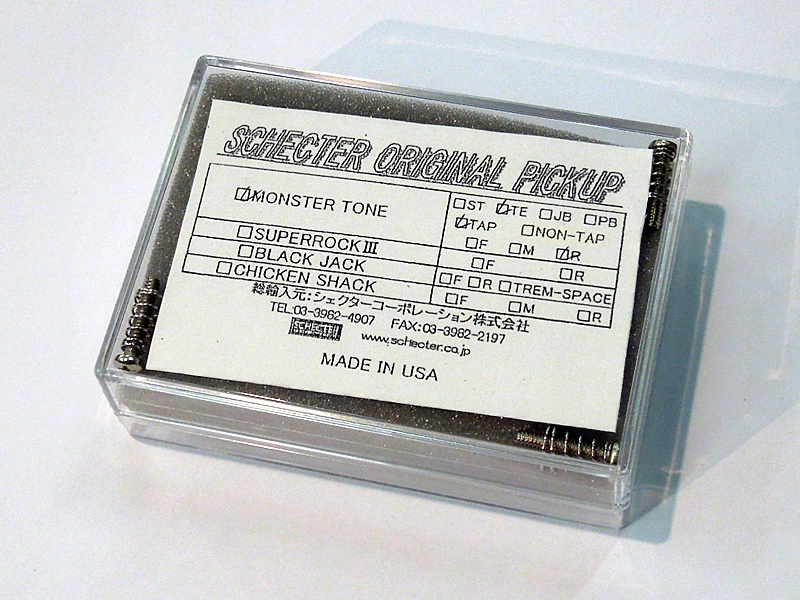 SCHECTER ORIGINAL PICKUP
☑MONSTER TONE
☐ST ☑TE ☐JB ☐PB
☑TAP ☐NON-TAP
☐F ☐M ☑R
☐SUPERROCK III
☐F ☐R
☐BLACK JACK
☐F ☐R ☐TREM-SPACE
☐CHICKEN SHACK
☐F ☐M ☐R
総輸入元:シェクターコーポレーション株式会社
TEL:03-3962-4907 FAX:03-3962-2197
SCHECTER www.schecter.co.jp
MADE IN USA